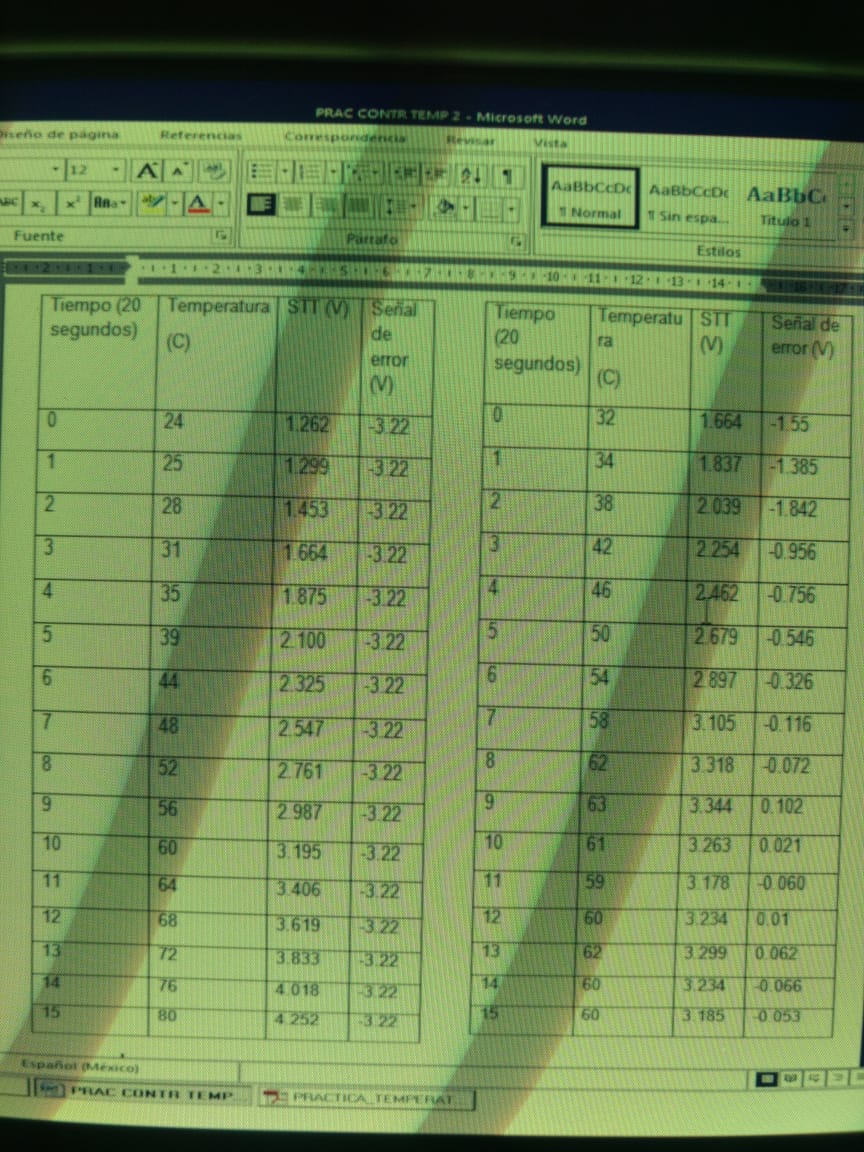 PRAC CONTR TEMP 2 - Microsoft Word
Diseño de página Referencias Correspondencia Revisar Vista
12
AaBbCcDc AaBbCcDc AaBbC
¶ Normal ¶ Sin espa... Título 1
Fuente Párrafo Estilos
Tiempo (20
segundos)
Temperatura
(C)
STT (V)
Señal
de
error
(V)
0 24 1.262 -3.22
1 25 1.299 -3.22
2 28 1.453 -3.22
3 31 1.664 -3.22
4 35 1.875 -3.22
5 39 2.100 -3.22
6 44 2.325 -3.22
7 48 2.547 -3.22
8 52 2.761 -3.22
9 56 2.987 -3.22
10 60 3.195 -3.22
11 64 3.406 -3.22
12 68 3.619 -3.22
13 72 3.833 -3.22
14 76 4.018 -3.22
15 80 4.252 -3.22
Tiempo
(20
segundos)
Temperatu
ra
(C)
STT
(V)
Señal de
error (V)
0 32 1.664 -1.55
1 34 1.837 -1.385
2 38 2.039 -1.842
3 42 2.254 -0.956
4 46 2.462 -0.756
5 50 2.679 -0.546
6 54 2.897 -0.326
7 58 3.105 -0.116
8 62 3.318 -0.072
9 63 3.344 0.102
10 61 3.263 0.021
11 59 3.178 -0.060
12 60 3.234 0.01
13 62 3.299 0.062
14 60 3.234 -0.066
15 60 3.185 -0.053
Español (México)
PRAC CONTR TEMP... PRACTICA_TEMPERAT...